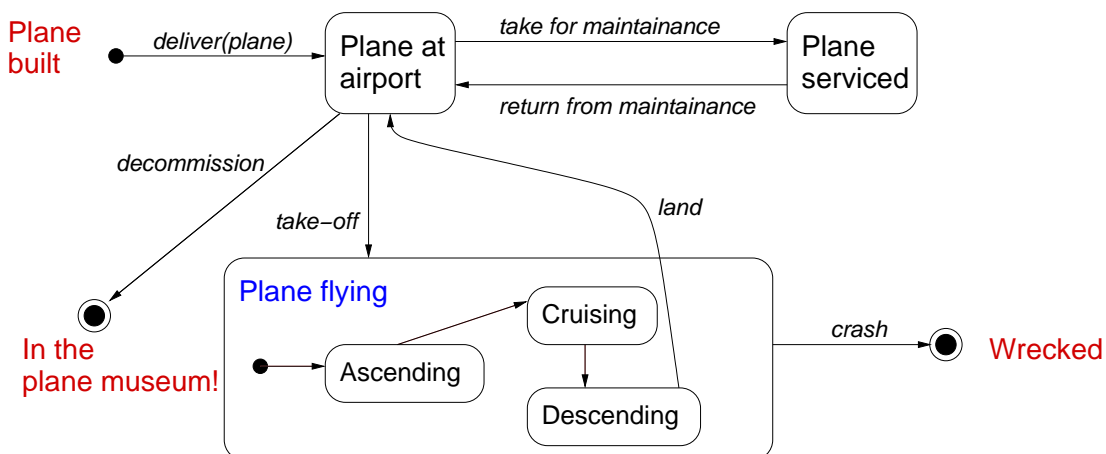 Plane
built
deliver(plane)
Plane at
airport
take for maintainance
return from maintainance
Plane
serviced
decommission
take−off
land
Plane flying
Ascending
Cruising
Descending
crash
Wrecked
In the
plane museum!